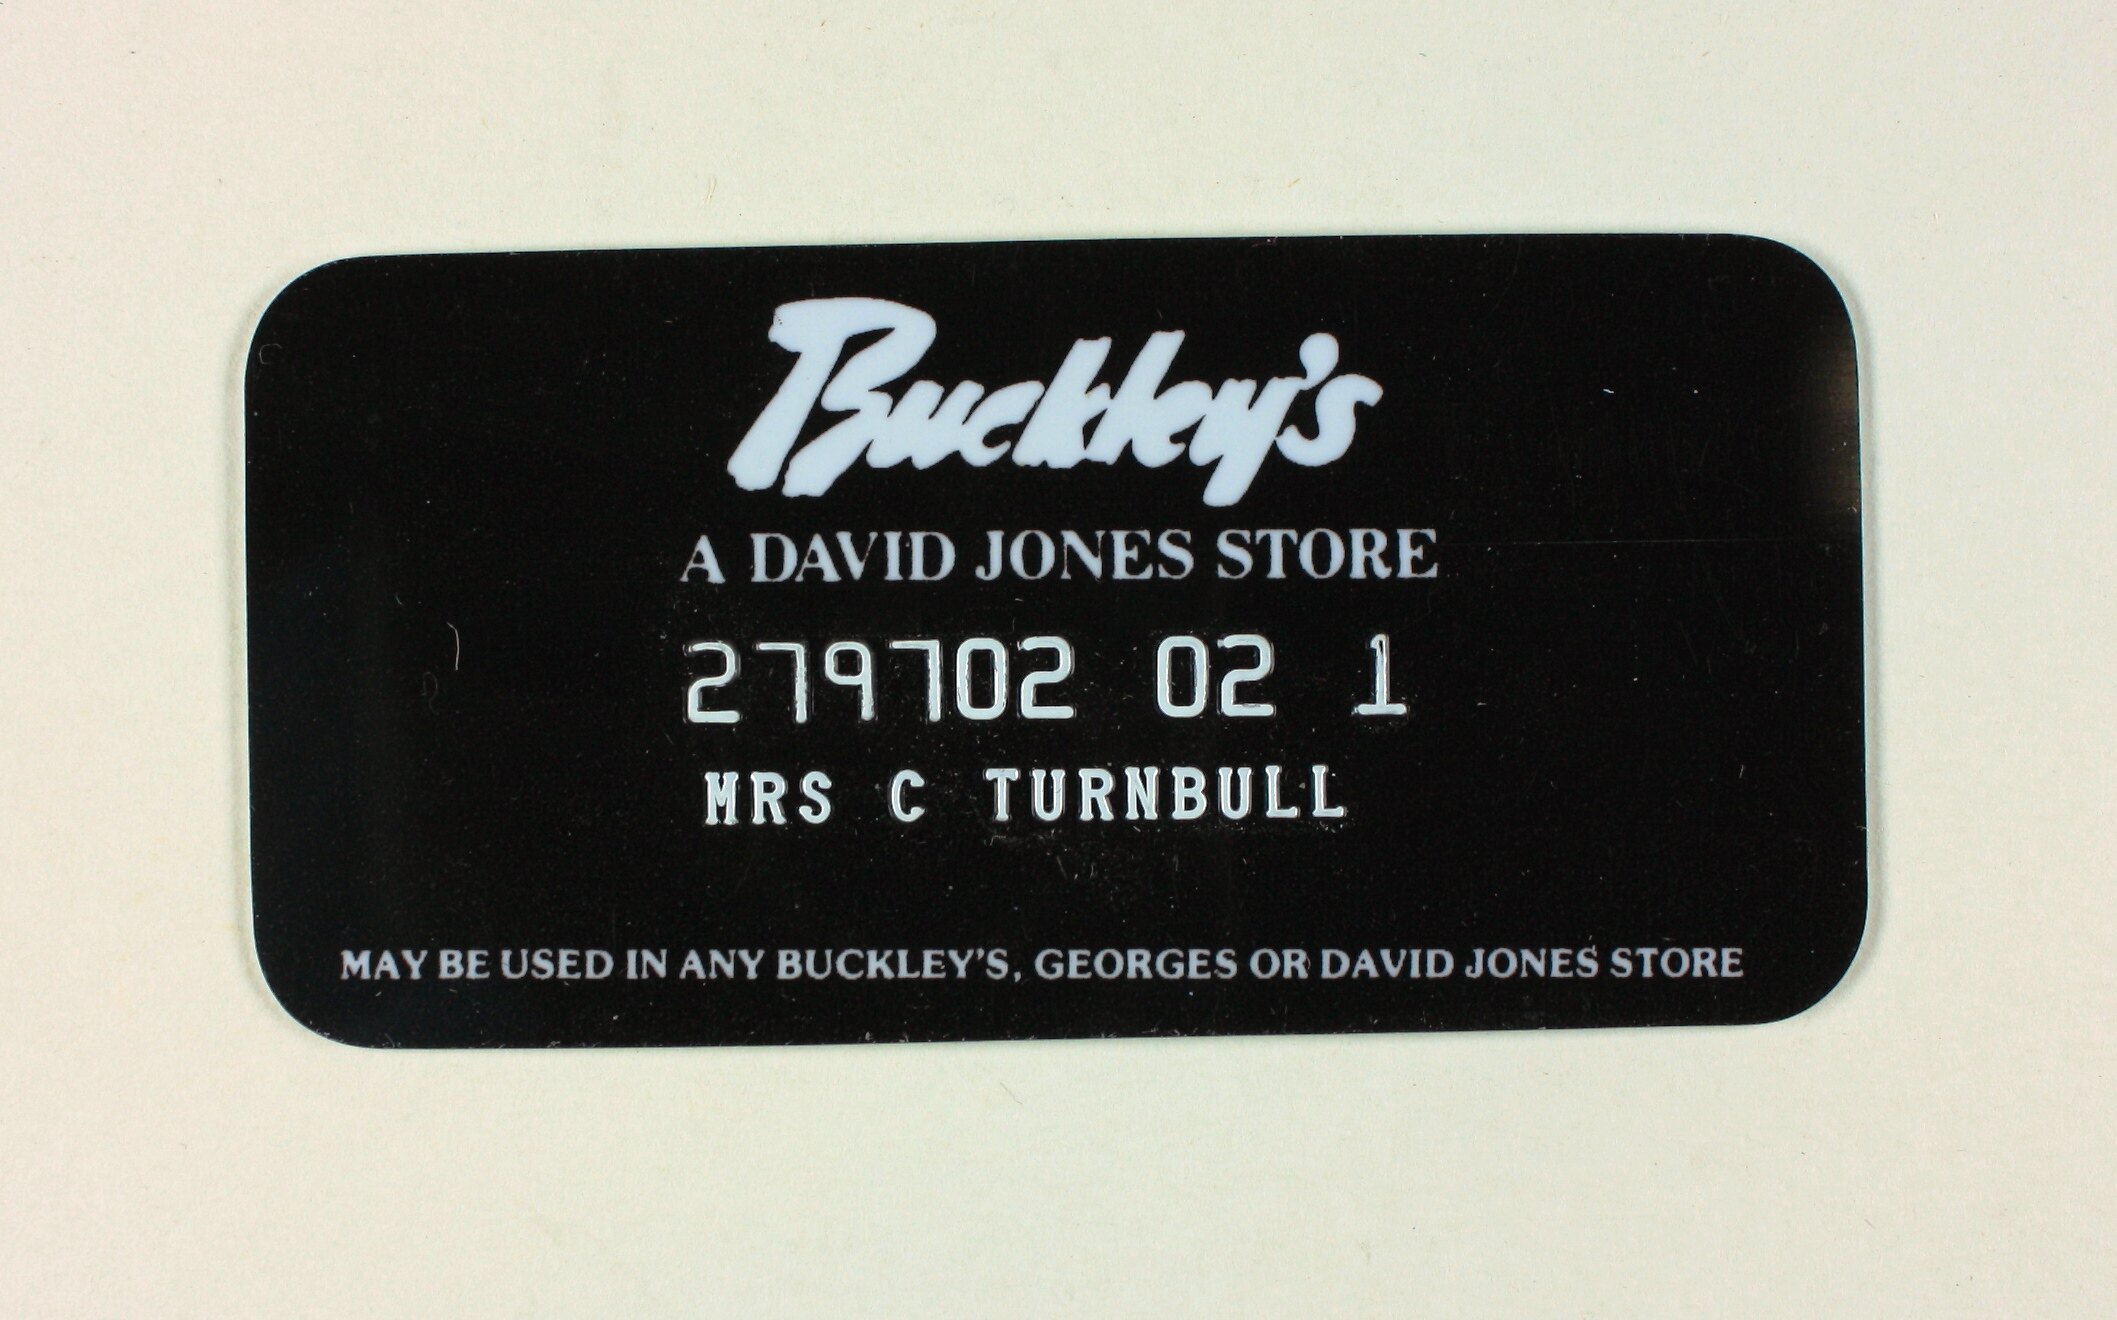 Buckley's
A DAVID JONES STORE
279702 02 1
MRS C TURNBULL
MAY BE USED IN ANY BUCKLEY'S, GEORGES OR DAVID JONES STORE